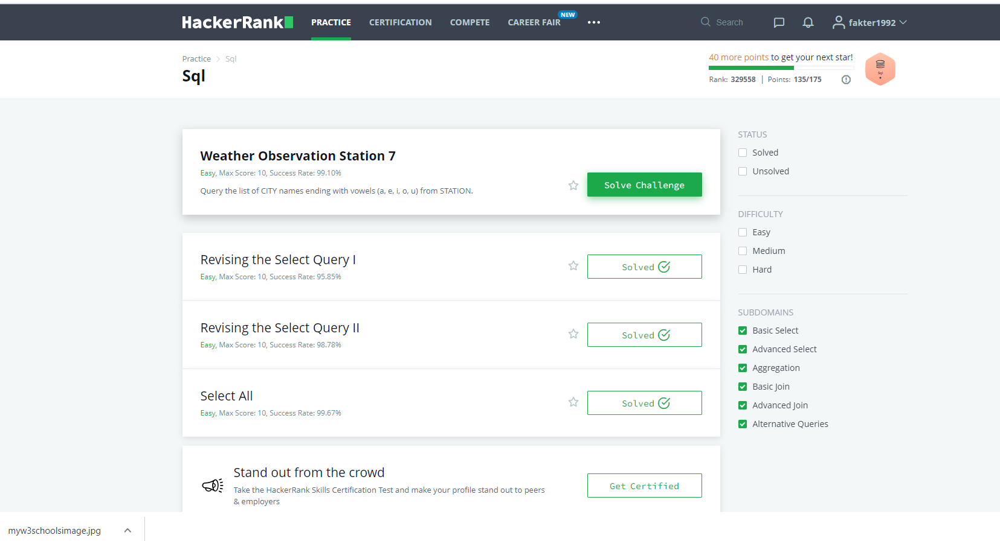 HackerRank
PRACTICE CERTIFICATION COMPETE CAREER FAIR NEW ••• Search fakter1992
Practice > Sql
Sql
40 more points to get your next star!
Rank: 329558 | Points: 135/175
Sql
Weather Observation Station 7
Easy, Max Score: 10, Success Rate: 99.10%
Query the list of CITY names ending with vowels (a, e, i, o, u) from STATION.
Solve Challenge
Revising the Select Query I
Easy, Max Score: 10, Success Rate: 95.85%
Solved
Revising the Select Query II
Easy, Max Score: 10, Success Rate: 98.78%
Solved
Select All
Easy, Max Score: 10, Success Rate: 99.67%
Solved
Stand out from the crowd
Take the HackerRank Skills Certification Test and make your profile stand out to peers
& employers
Get Certified
STATUS
Solved
Unsolved
DIFFICULTY
Easy
Medium
Hard
SUBDOMAINS
Basic Select
Advanced Select
Aggregation
Basic Join
Advanced Join
Alternative Queries
myw3schoolsimage.jpg